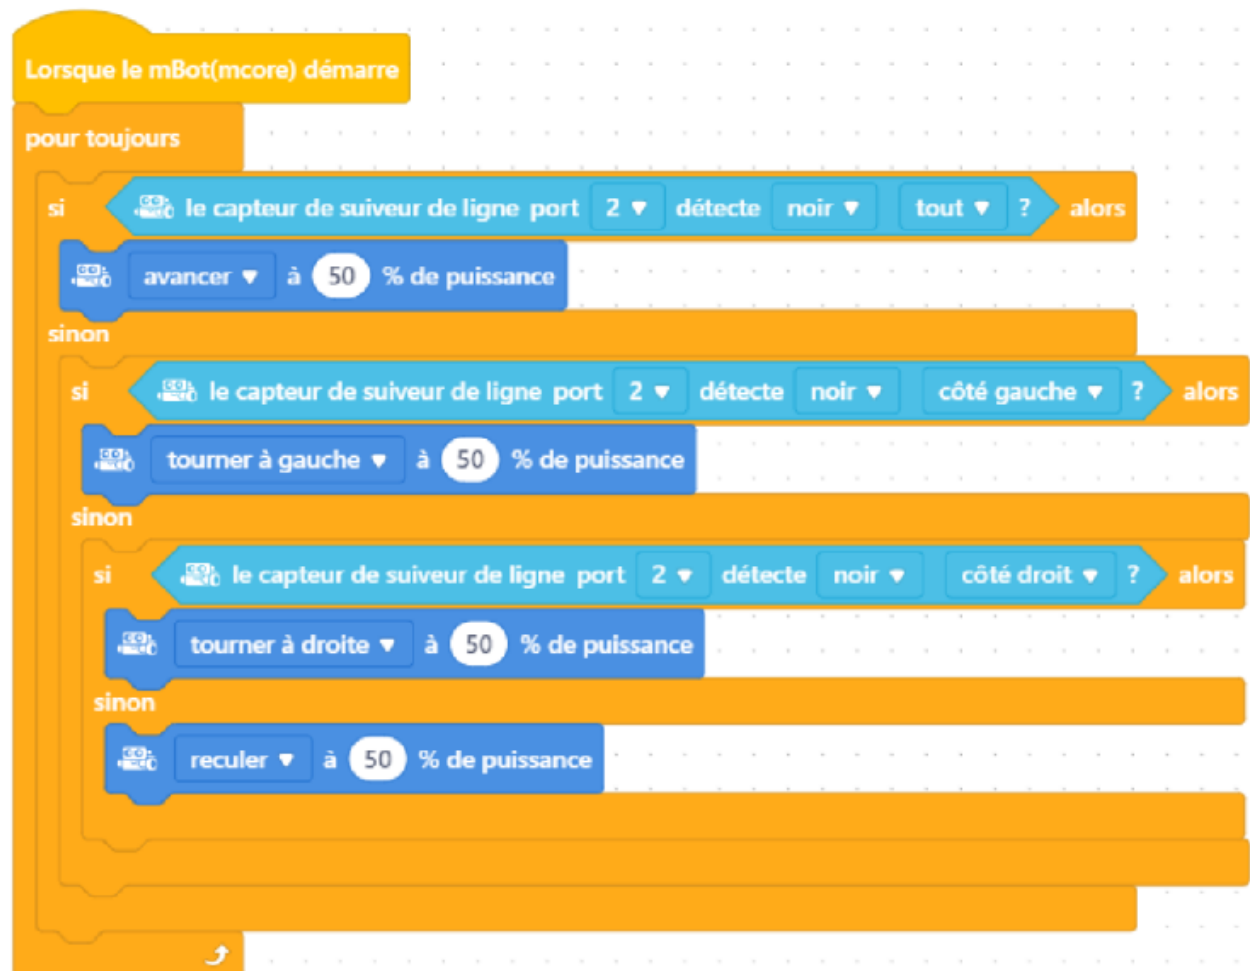 Lorsque le mBot(mcore) démarre
pour toujours
si le capteur de suiveur de ligne port 2 détecte noir tout ? alors
avancer à 50 % de puissance
sinon
si le capteur de suiveur de ligne port 2 détecte noir côté gauche ? alors
tourner à gauche à 50 % de puissance
sinon
si le capteur de suiveur de ligne port 2 détecte noir côté droit ? alors
tourner à droite à 50 % de puissance
sinon
reculer à 50 % de puissance